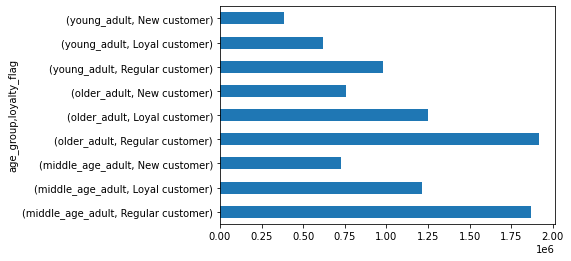 (young_adult, New customer)
(young_adult, Loyal customer)
(young_adult, Regular customer)
(older_adult, New customer)
(older_adult, Loyal customer)
(older_adult, Regular customer)
(middle_age_adult, New customer)
(middle_age_adult, Loyal customer)
(middle_age_adult, Regular customer)
age_group,loyalty_flag
0.00 0.25 0.50 0.75 1.00 1.25 1.50 1.75 2.00
1e6